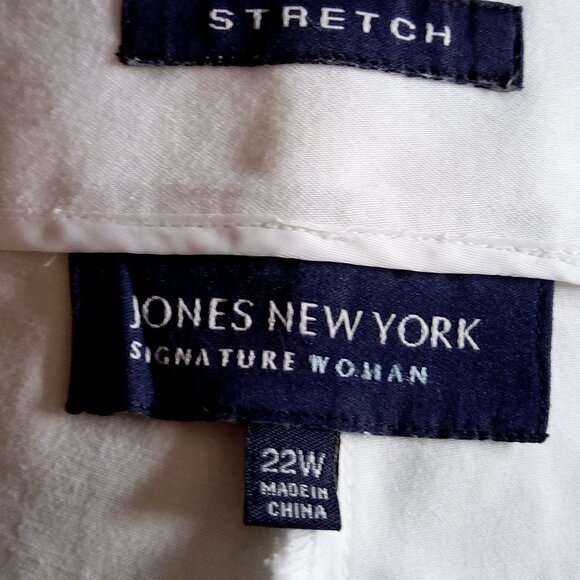 STRETCH
JONES NEW YORK
SIGNATURE WOMAN
22W
MADE IN
CHINA